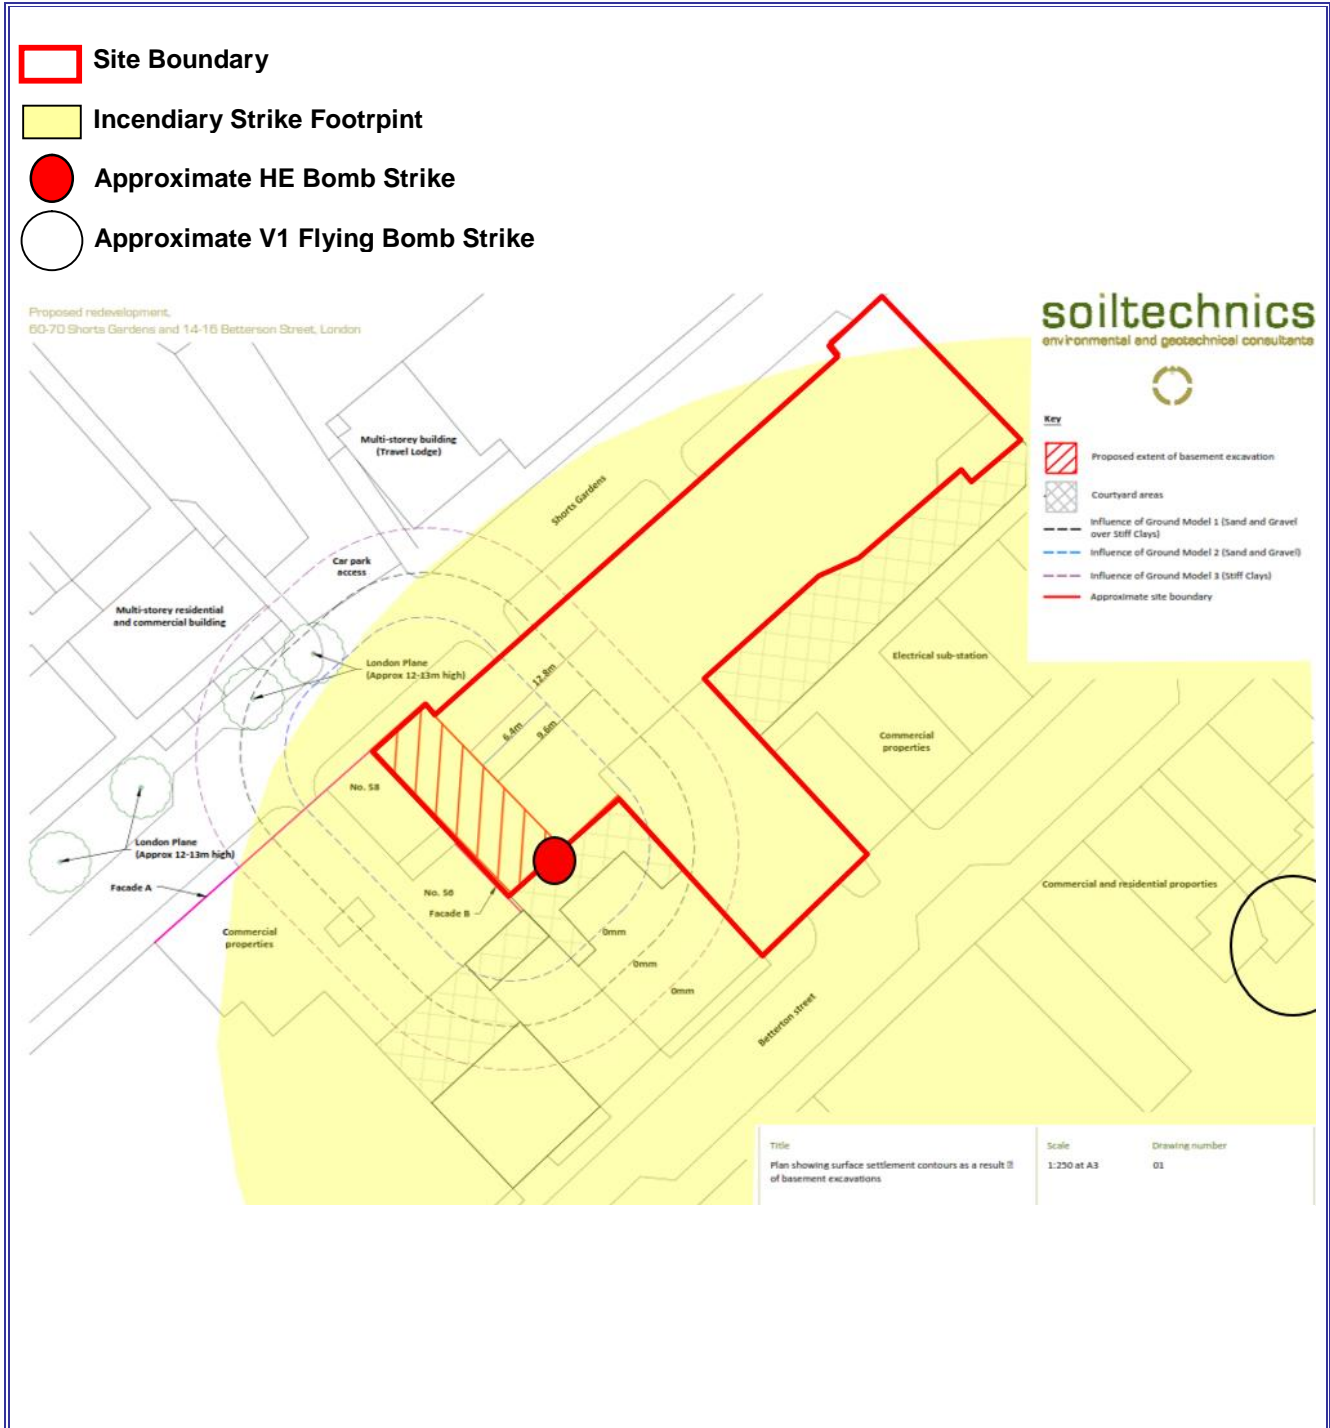 Site Boundary
Incendiary Strike Footrpint
Approximate HE Bomb Strike
Approximate V1 Flying Bomb Strike
Proposed redevelopment,
60-70 Shorts Gardens and 14-16 Betterson Street, London
soiltechnics
environmental and geotechnical consultants
Key
Proposed extent of basement excavation
Courtyard areas
Influence of Ground Model 1 (Sand and Gravel
over Stiff Clays)
Influence of Ground Model 2 (Sand and Gravel)
Influence of Ground Model 3 (Stiff Clays)
Approximate site boundary
Multi-storey building
(Travel Lodge)
Shorts Gardens
Car park
access
Multi-storey residential
and commercial building
London Plane
(Approx 12-13m high)
12.8m
6.4m
9.6m
Electrical sub-station
Commercial
properties
No. 58
London Plane
(Approx 12-13m high)
Facade A
No. 56
Facade B
Commercial
properties
0mm
0mm
0mm
Commercial and residential properties
Betterton street
Title
Plan showing surface settlement contours as a result
of basement excavations
Scale
1:250 at A3
Drawing number
01